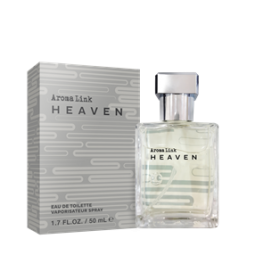 Aroma Link
HEAVEN
EAU DE TOILETTE
VAPORISATEUR SPRAY
1.7 FL.OZ. / 50 mL
Aroma Link
HEAVEN